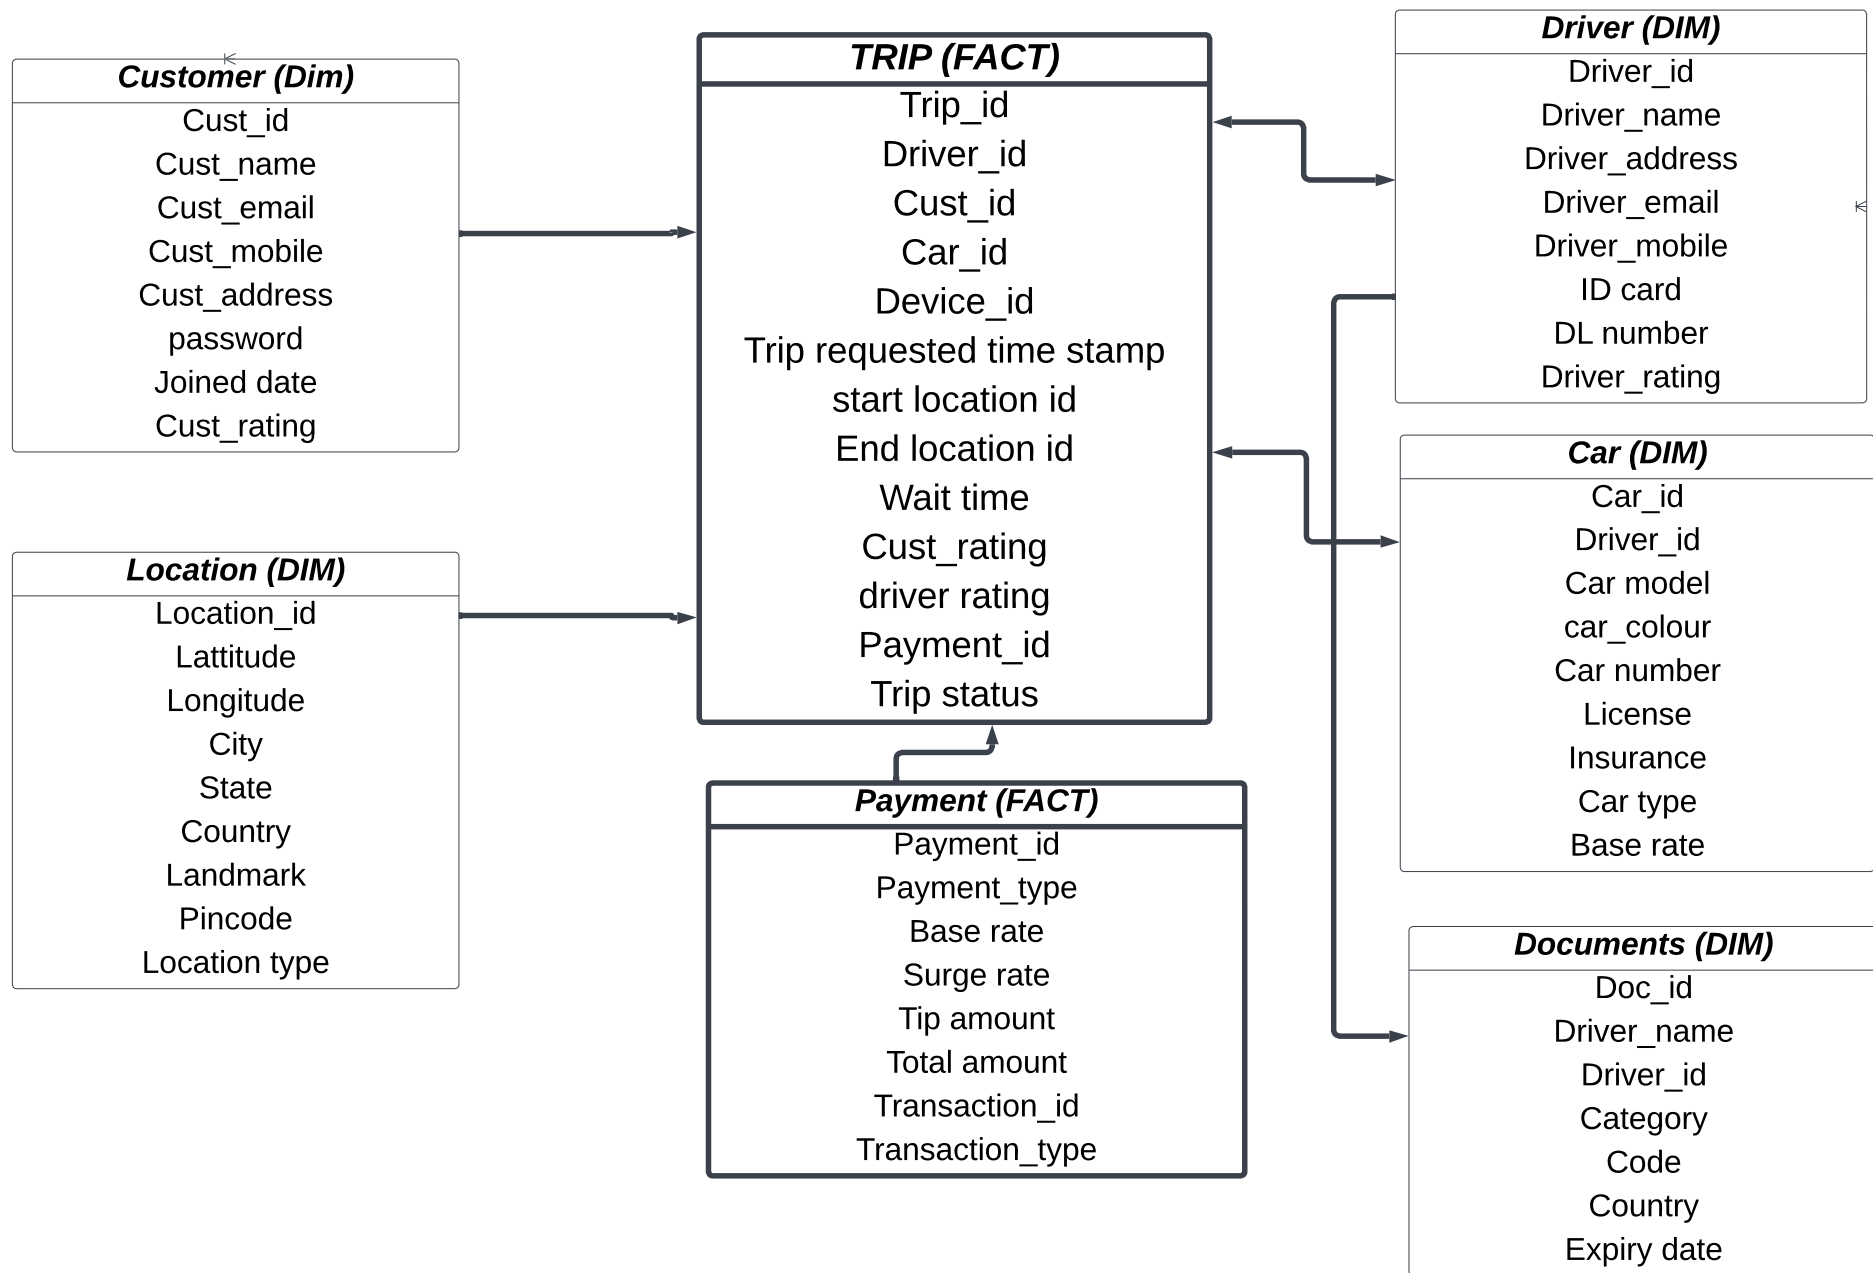 Customer (Dim)
Cust_id
Cust_name
Cust_email
Cust_mobile
Cust_address
password
Joined date
Cust_rating
Location (DIM)
Location_id
Lattitude
Longitude
City
State
Country
Landmark
Pincode
Location type
TRIP (FACT)
Trip_id
Driver_id
Cust_id
Car_id
Device_id
Trip requested time stamp
start location id
End location id
Wait time
Cust_rating
driver rating
Payment_id
Trip status
Payment (FACT)
Payment_id
Payment_type
Base rate
Surge rate
Tip amount
Total amount
Transaction_id
Transaction_type
Driver (DIM)
Driver_id
Driver_name
Driver_address
Driver_email
Driver_mobile
ID card
DL number
Driver_rating
Car (DIM)
Car_id
Driver_id
Car model
car_colour
Car number
License
Insurance
Car type
Base rate
Documents (DIM)
Doc_id
Driver_name
Driver_id
Category
Code
Country
Expiry date